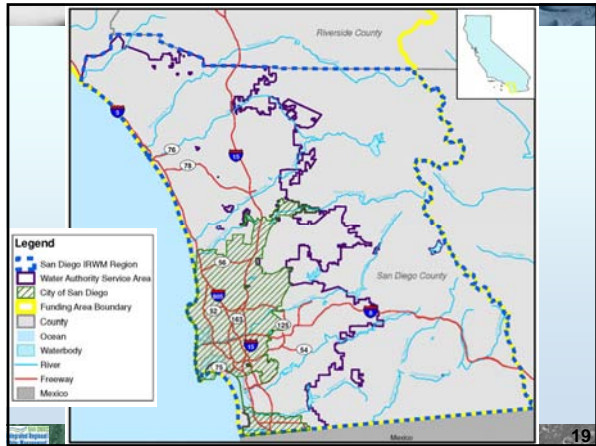 Riverside County
5
76
15
78
San Diego County
56
805
52
163
125
8
15
54
75
Mexico
Legend
San Diego IRWM Region
Water Authority Service Area
City of San Diego
Funding Area Boundary
County
Ocean
Waterbody
River
Freeway
Mexico
19